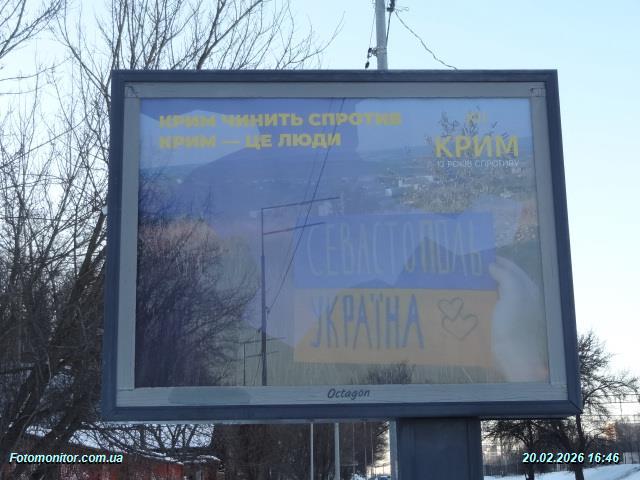 КРИМ ЧИНИТЬ СПРОТИВ
КРИМ — ЦЕ ЛЮДИ
КРИМ
12 РОКІВ СПРОТИВУ
СЕВАСТОПОЛЬ
УКРАЇНА
Octagon
Fotomonitor.com.ua
20.02.2026 16:46